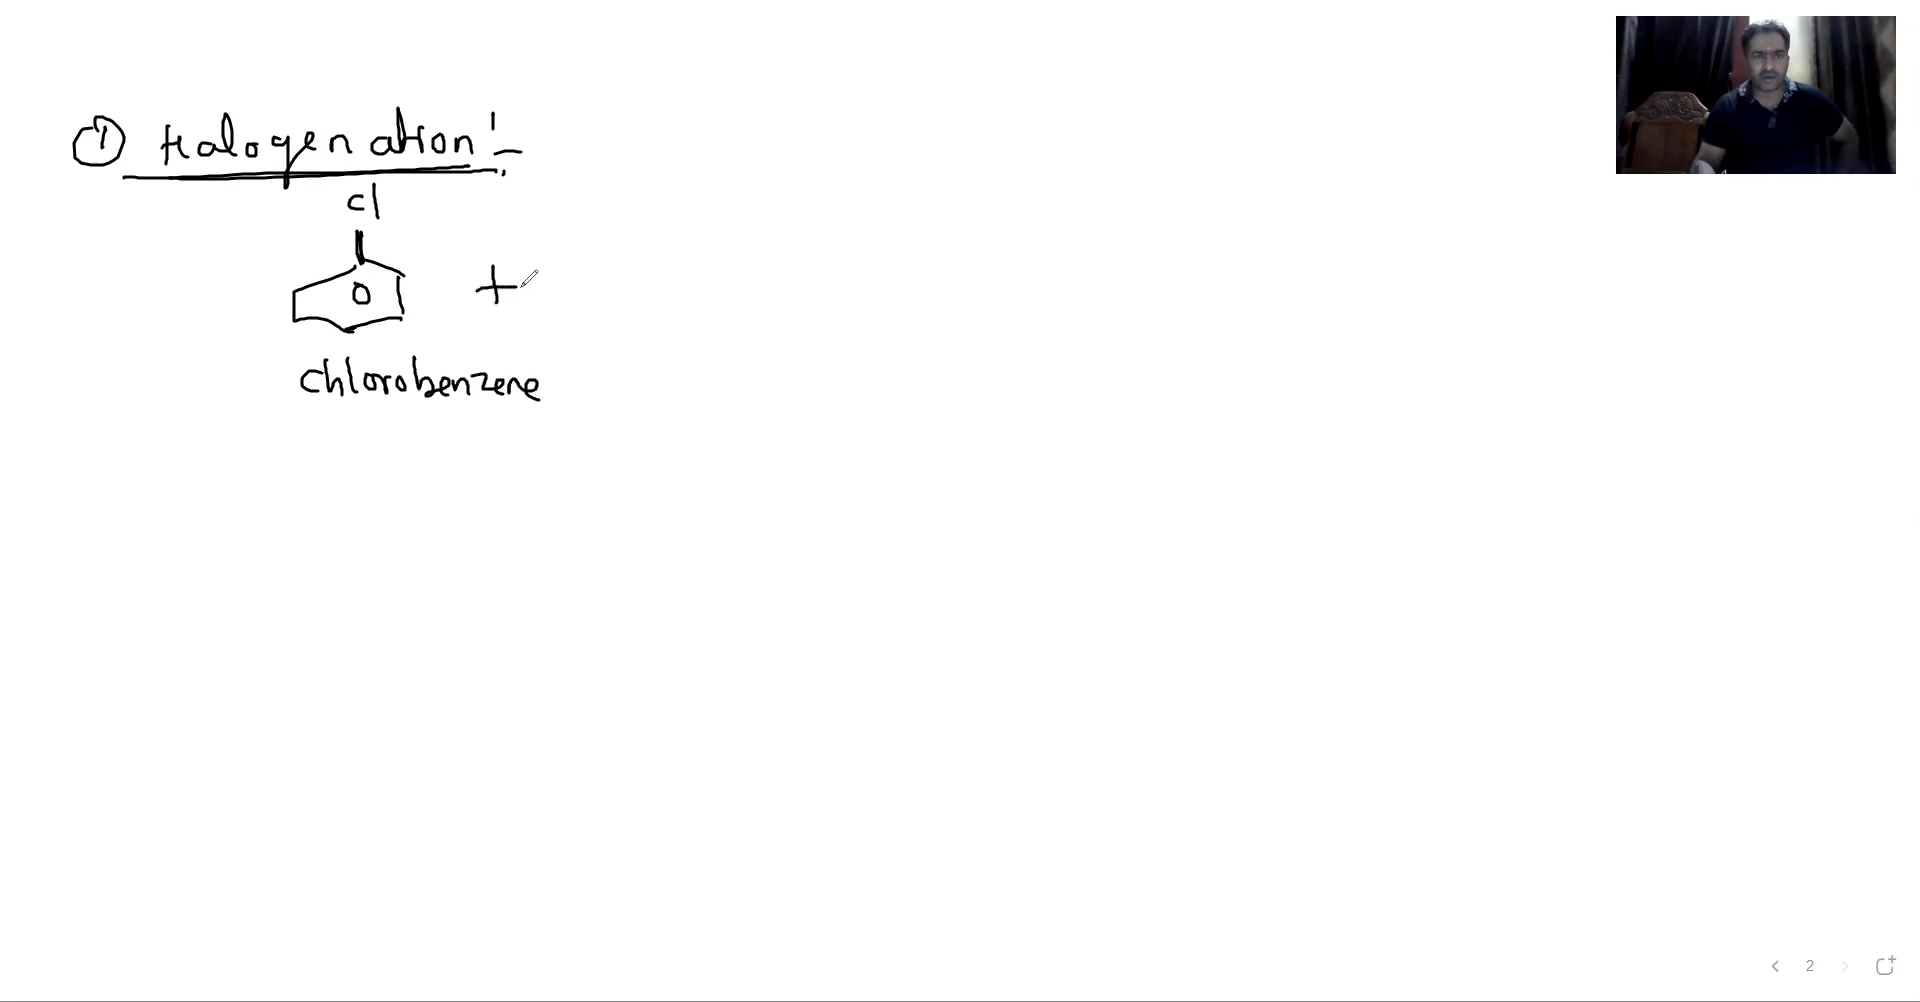 ① Halogenation :-
Cl
+
Chlorobenzene
2